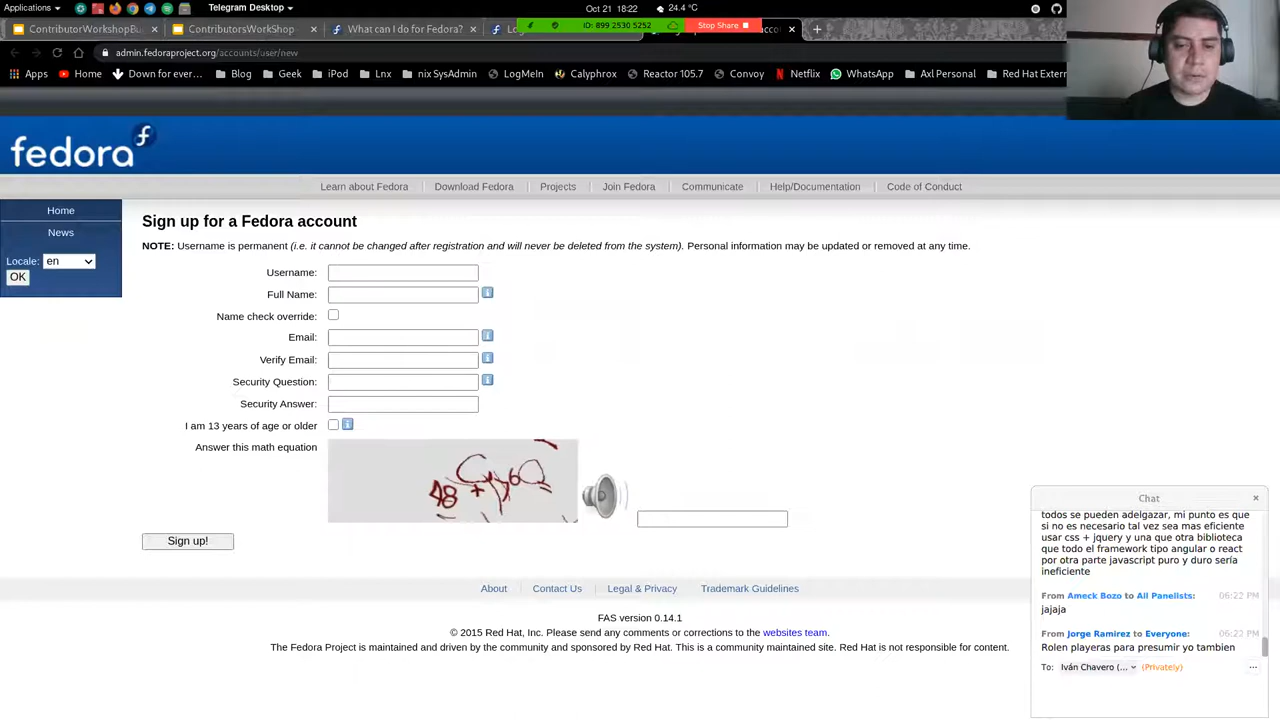 Applications
Oct 21 18:22
24.4 °C
Telegram Desktop
ContributorWorkshopBu
ContributorsWorkShop
What can I do for Fedora?
ID: 899 2530 5252
Stop Share
admin.fedoraproject.org/accounts/user/new
Apps
Home
Down for ever...
Blog
Geek
iPod
Lnx
nix SysAdmin
LogMeIn
Calyphrox
Reactor 105.7
Convoy
Netflix
WhatsApp
Axl Personal
Red Hat Extern
fedora
Learn about Fedora
Download Fedora
Projects
Join Fedora
Communicate
Help/Documentation
Code of Conduct
Home
News
Locale: en
OK
Sign up for a Fedora account
NOTE: Username is permanent (i.e. it cannot be changed after registration and will never be deleted from the system). Personal information may be updated or removed at any time.
Username:
Full Name:
Name check override:
Email:
Verify Email:
Security Question:
Security Answer:
I am 13 years of age or older
Answer this math equation
48 +
Sign up!
About
Contact Us
Legal & Privacy
Trademark Guidelines
FAS version 0.14.1
© 2015 Red Hat, Inc. Please send any comments or corrections to the websites team.
The Fedora Project is maintained and driven by the community and sponsored by Red Hat. This is a community maintained site. Red Hat is not responsible for content.
Chat
todos se pueden adelgazar, mi punto es que
si no es necesario tal vez sea mas eficiente
usar css + jquery y una que otra biblioteca
que todo el framework tipo angular o react
por otra parte javascript puro y duro sería
ineficiente
From Ameck Bozo to All Panelists: 06:22 PM
jajaja
From Jorge Ramirez to Everyone: 06:22 PM
Rolen playeras para presumir yo tambien
To: Iván Chavero (... (Privately)